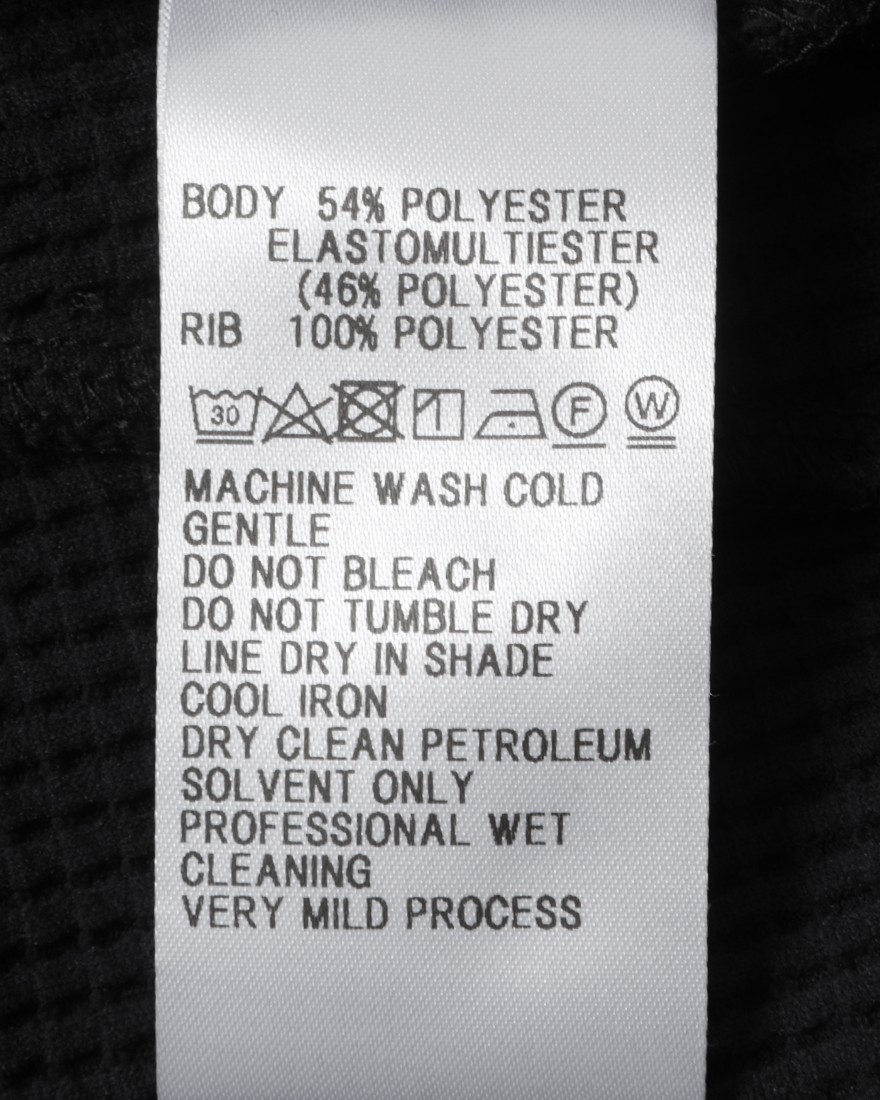 BODY 54% POLYESTER
ELASTOMULTIESTER
(46% POLYESTER)
RIB 100% POLYESTER
30 F W
MACHINE WASH COLD
GENTLE
DO NOT BLEACH
DO NOT TUMBLE DRY
LINE DRY IN SHADE
COOL IRON
DRY CLEAN PETROLEUM
SOLVENT ONLY
PROFESSIONAL WET
CLEANING
VERY MILD PROCESS